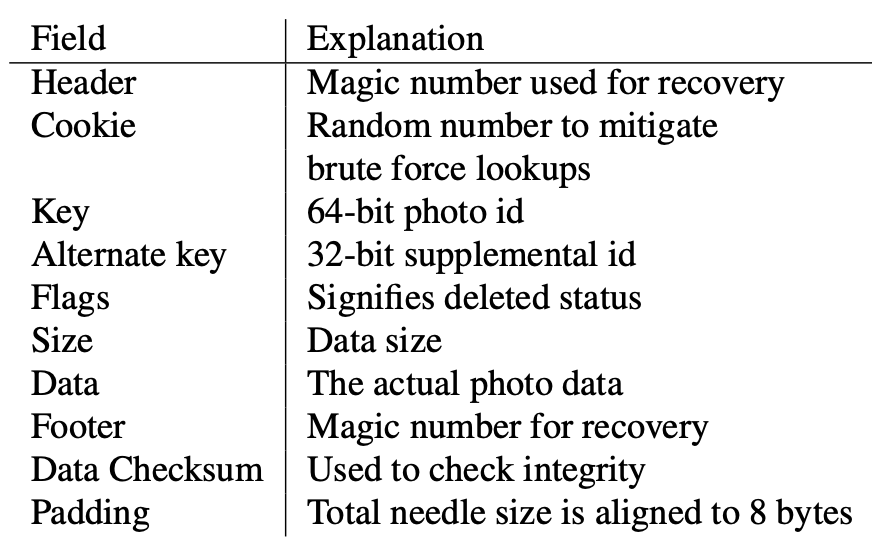 Field Explanation
Header Magic number used for recovery
Cookie Random number to mitigate
brute force lookups
Key 64-bit photo id
Alternate key 32-bit supplemental id
Flags Signifies deleted status
Size Data size
Data The actual photo data
Footer Magic number for recovery
Data Checksum Used to check integrity
Padding Total needle size is aligned to 8 bytes